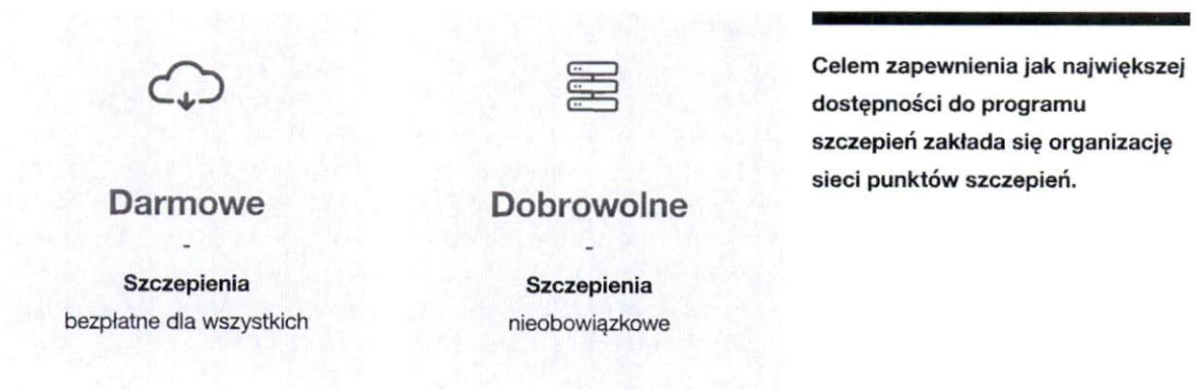 Darmowe
-
Szczepienia
bezpłatne dla wszystkich
Dobrowolne
-
Szczepienia
nieobowiązkowe
Celem zapewnienia jak największej
dostępności do programu
szczepień zakłada się organizację
sieci punktów szczepień.